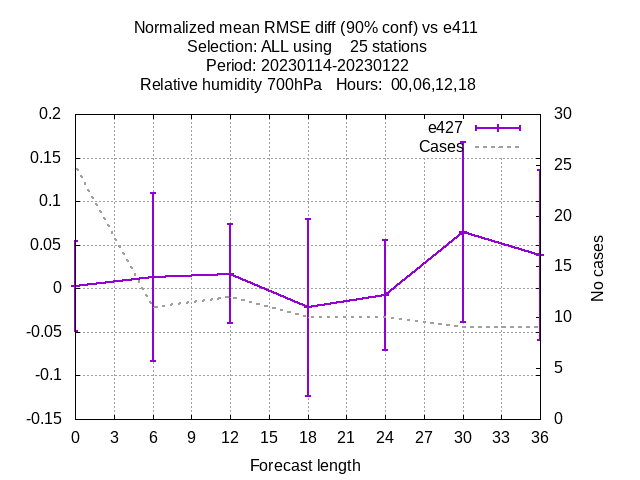 Normalized mean RMSE diff (90% conf) vs e411
Selection: ALL using    25 stations
Period: 20230114-20230122
Relative humidity 700hPa   Hours:  00,06,12,18
0.2
0.15
0.1
0.05
0
-0.05
-0.1
-0.15
e427
Cases
30
25
20
15
10
5
0
No cases
0 3 6 9 12 15 18 21 24 27 30 33 36
Forecast length